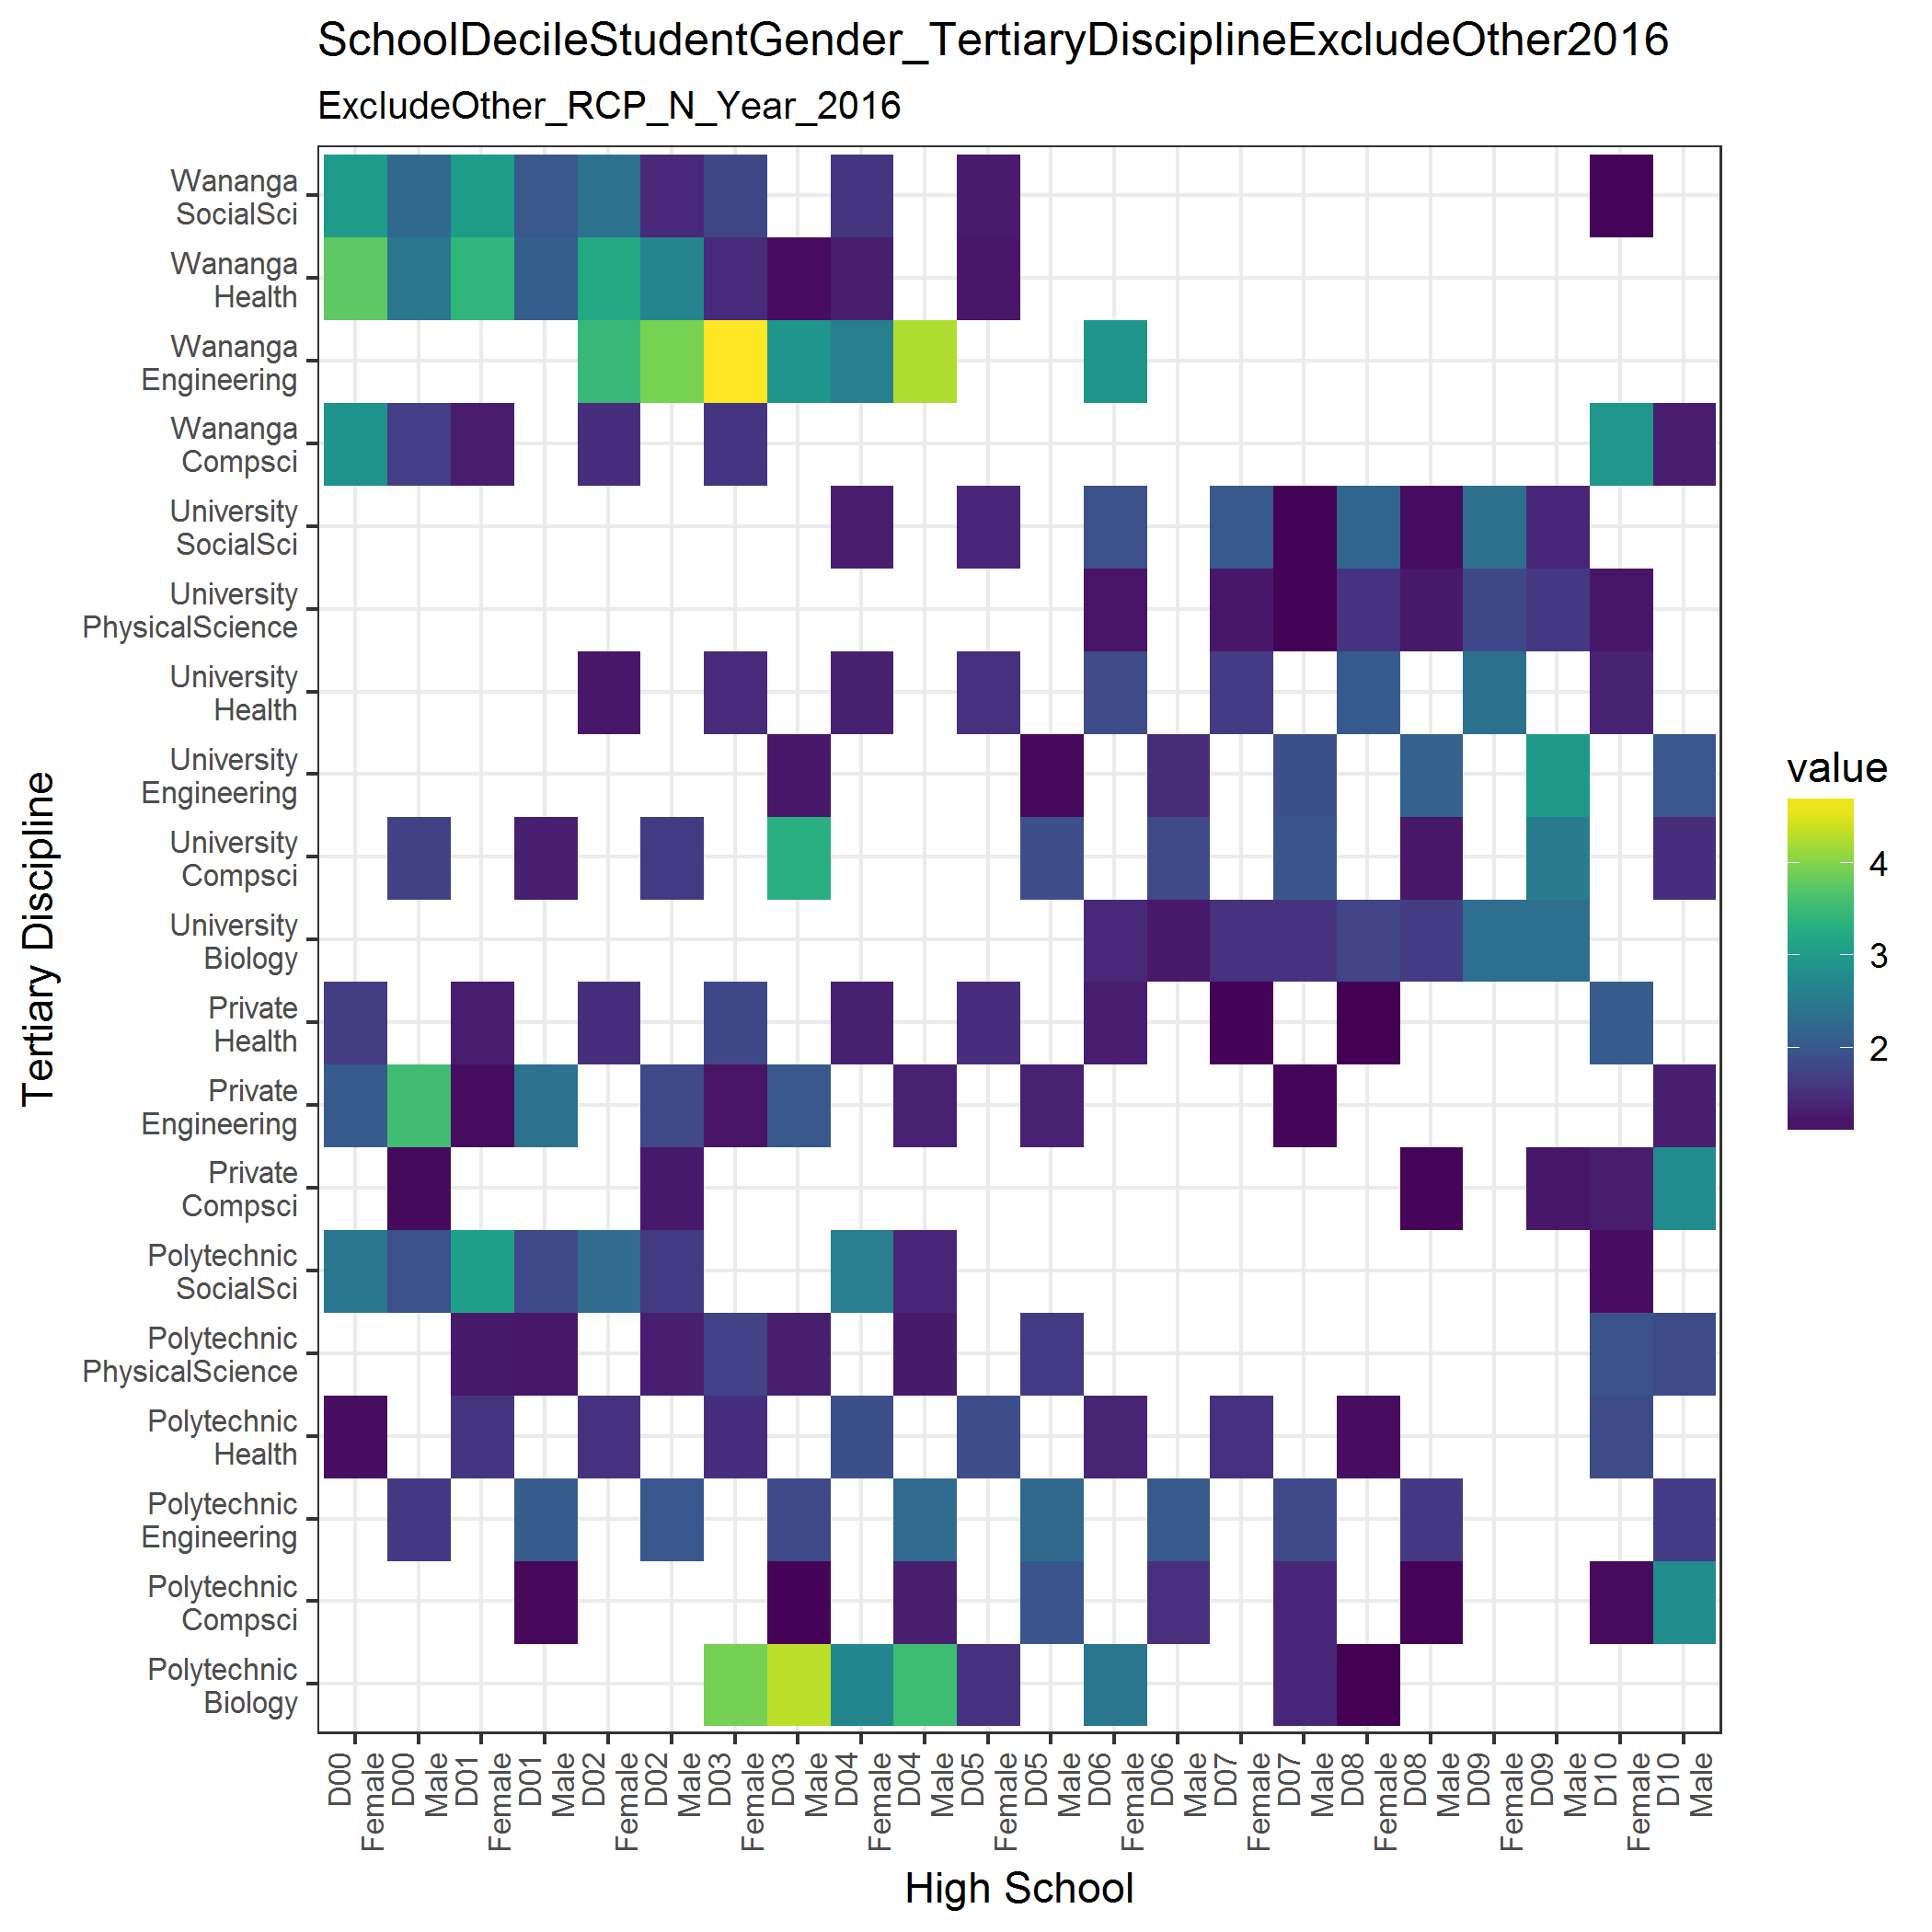 SchoolDecileStudentGender_TertiaryDisciplineExcludeOther2016
ExcludeOther_RCP_N_Year_2016
Tertiary Discipline
Wananga
SocialSci
Wananga
Health
Wananga
Engineering
Wananga
Compsci
University
SocialSci
University
PhysicalScience
University
Health
University
Engineering
University
Compsci
University
Biology
Private
Health
Private
Engineering
Private
Compsci
Polytechnic
SocialSci
Polytechnic
PhysicalScience
Polytechnic
Health
Polytechnic
Engineering
Polytechnic
Compsci
Polytechnic
Biology
D00
Female
D00
Male
D01
Female
D01
Male
D02
Female
D02
Male
D03
Female
D03
Male
D04
Female
D04
Male
D05
Female
D05
Male
D06
Female
D06
Male
D07
Female
D07
Male
D08
Female
D08
Male
D09
Female
D09
Male
D10
Female
D10
Male
High School
value
4
3
2